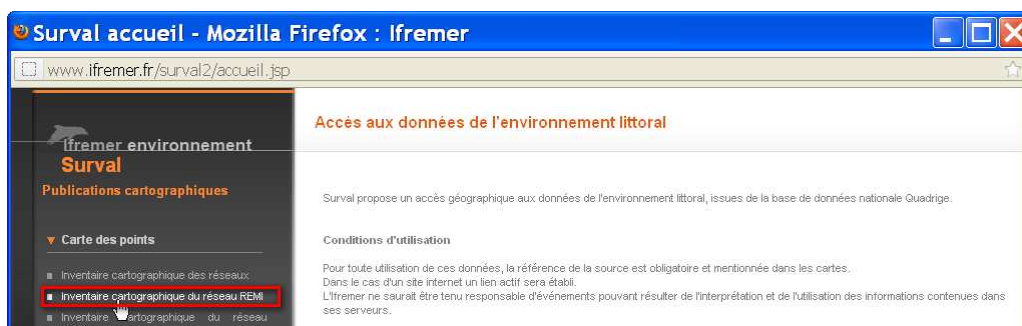 Surval accueil - Mozilla Firefox : Ifremer
www.ifremer.fr/surval2/accueil.jsp
Ifremer environnement
Surval
Publications cartographiques
Carte des points
Inventaire cartographique des réseaux
Inventaire cartographique du réseau REMI
Inventaire cartographique du réseau
Accès aux données de l'environnement littoral
Surval propose un accès géographique aux données de l'environnement littoral, issues de la base de données nationale Quadrige.
Conditions d'utilisation
Pour toute utilisation de ces données, la référence de la source est obligatoire et mentionnée dans les cartes.
Dans le cas d'un site internet un lien actif sera établi.
L'Ifremer ne saurait être tenu responsable d'événements pouvant résulter de l'interprétation et de l'utilisation des informations contenues dans
ses serveurs.